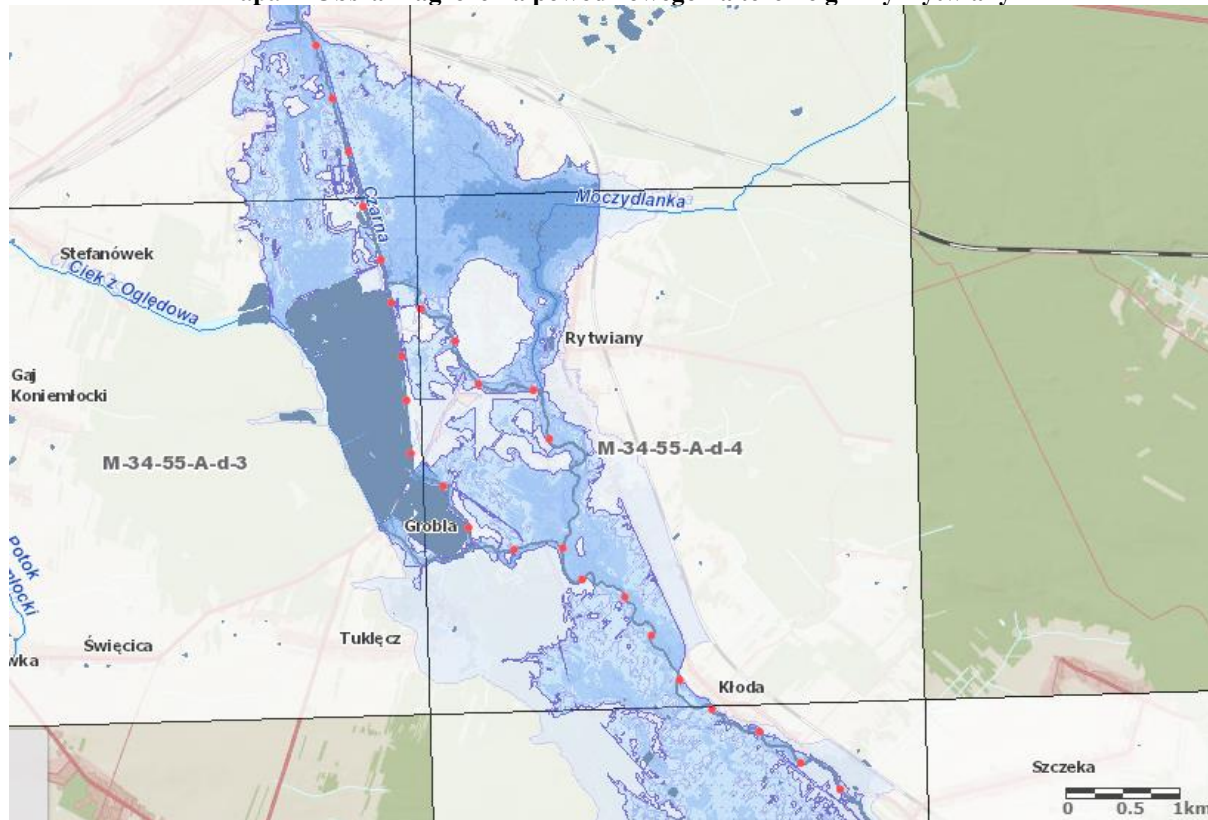 Czarna
Moczydlanka
Stefanówek
Ciek z Oględowa
Rytwiany
Gaj
Koniemłocki
M-34-55-A-d-3
M-34-55-A-d-4
Grobla
Potok
Święcica
Tuklęcz
Kłoda
Szczeka
0 0.5 1km